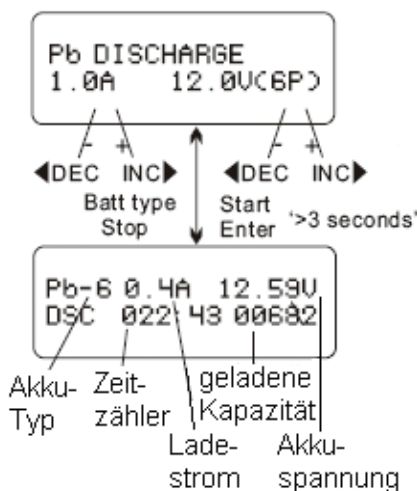 Pb DISCHARGE
1.0A 12.0V(6P)
- + - +
◀DEC INC▶ ◀DEC INC▶
Batt type
Stop
Start
Enter
'>3 seconds'
Pb-6 0.4A 12.59V
DSC 022:43 00682
Akku-
Typ
Zeit-
zähler
geladene
Kapazität
Lade-
strom
Akku-
spannung